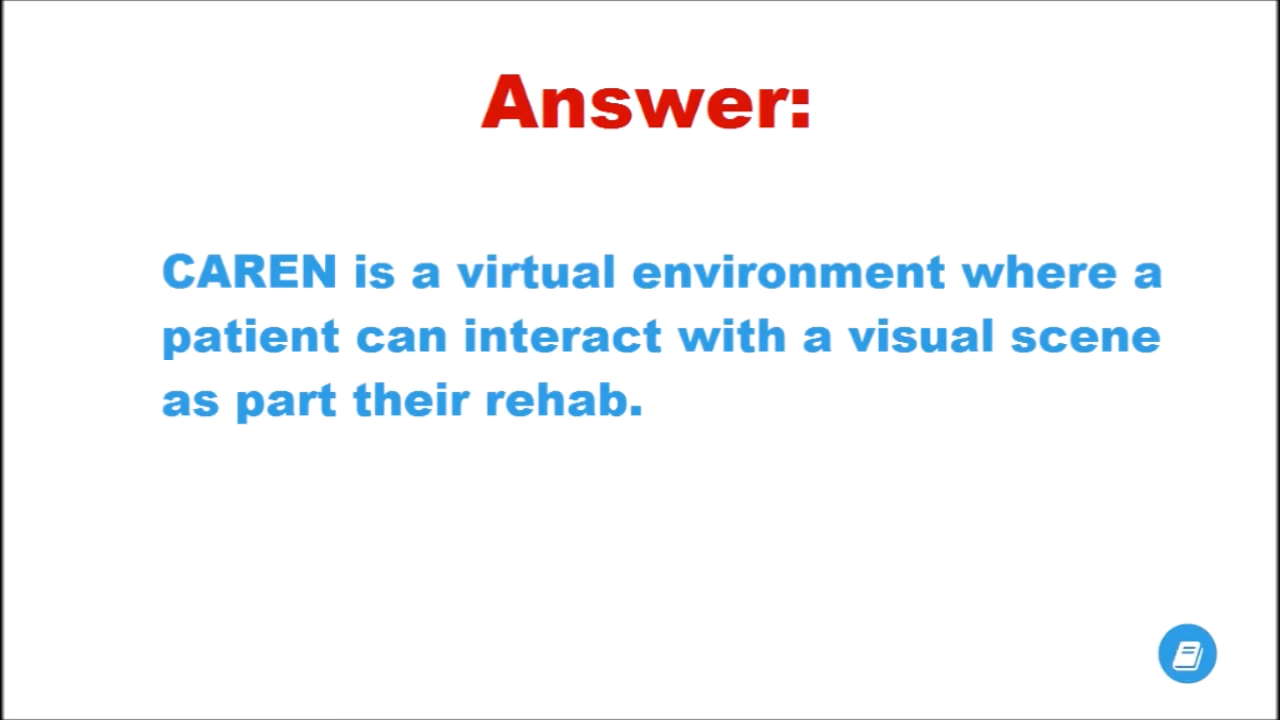 Answer:
CAREN is a virtual environment where a
patient can interact with a visual scene
as part their rehab.